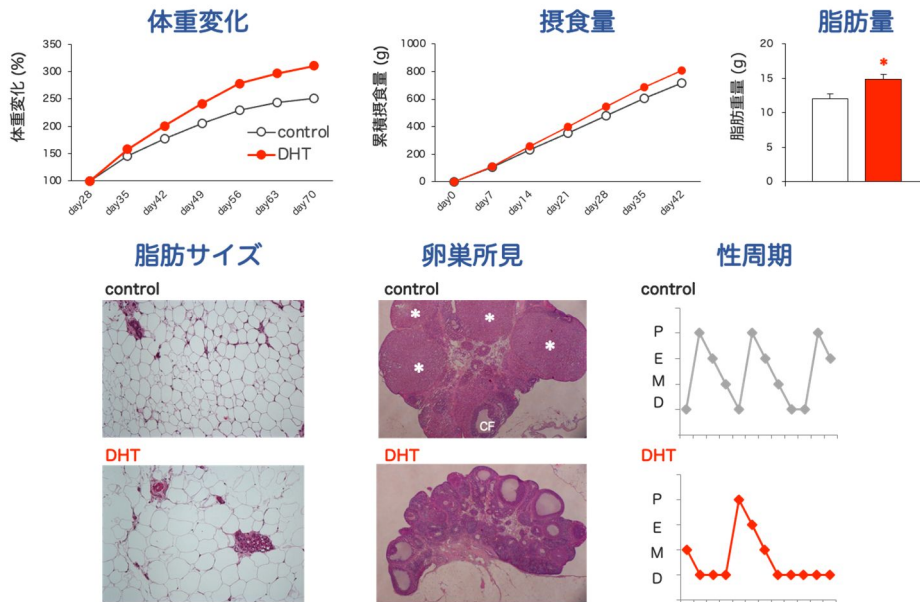 体重変化
体重変化 (%)
350
300
250
200
150
100
control
DHT
day28
day35
day42
day49
day56
day63
day70
摂食量
累積摂食量 (g)
1000
800
600
400
200
0
day0
day7
day14
day21
day28
day35
day42
脂肪量
脂肪重量 (g)
20
15
10
5
0
*
脂肪サイズ
control
DHT
卵巣所見
control
*
*
*
*
CF
DHT
性周期
control
P
E
M
D
DHT
P
E
M
D